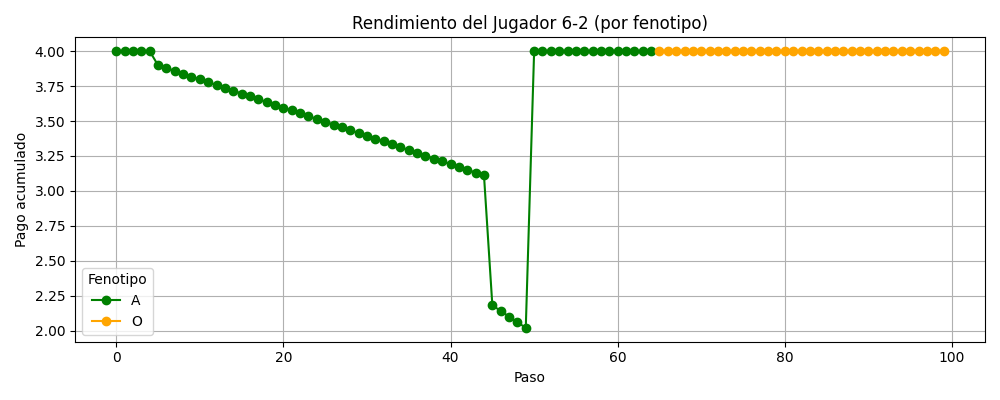 Rendimiento del Jugador 6-2 (por fenotipo)
Pago acumulado
4.00
3.75
3.50
3.25
3.00
2.75
2.50
2.25
2.00
Fenotipo
A
O
0 20 40 60 80 100
Paso